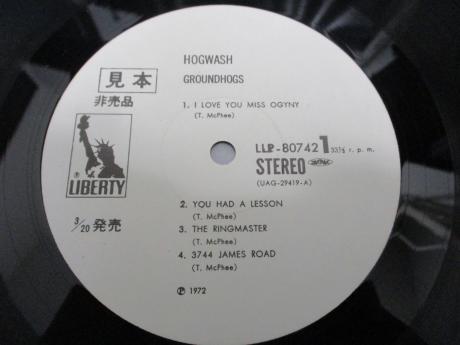 HOGWASH
GROUNDHOGS
見本
非売品
1. I LOVE YOU MISS OGYNY
(T. McPhee)
LLP-80742 1 33⅓ r. p. m.
STEREO
(UAG-29419-A)
® LIBERTY
3/20 発売
2. YOU HAD A LESSON
(T. McPhee)
3. THE RINGMASTER
(T. McPhee)
4. 3744 JAMES ROAD
(T. McPhee)
℗ 1972